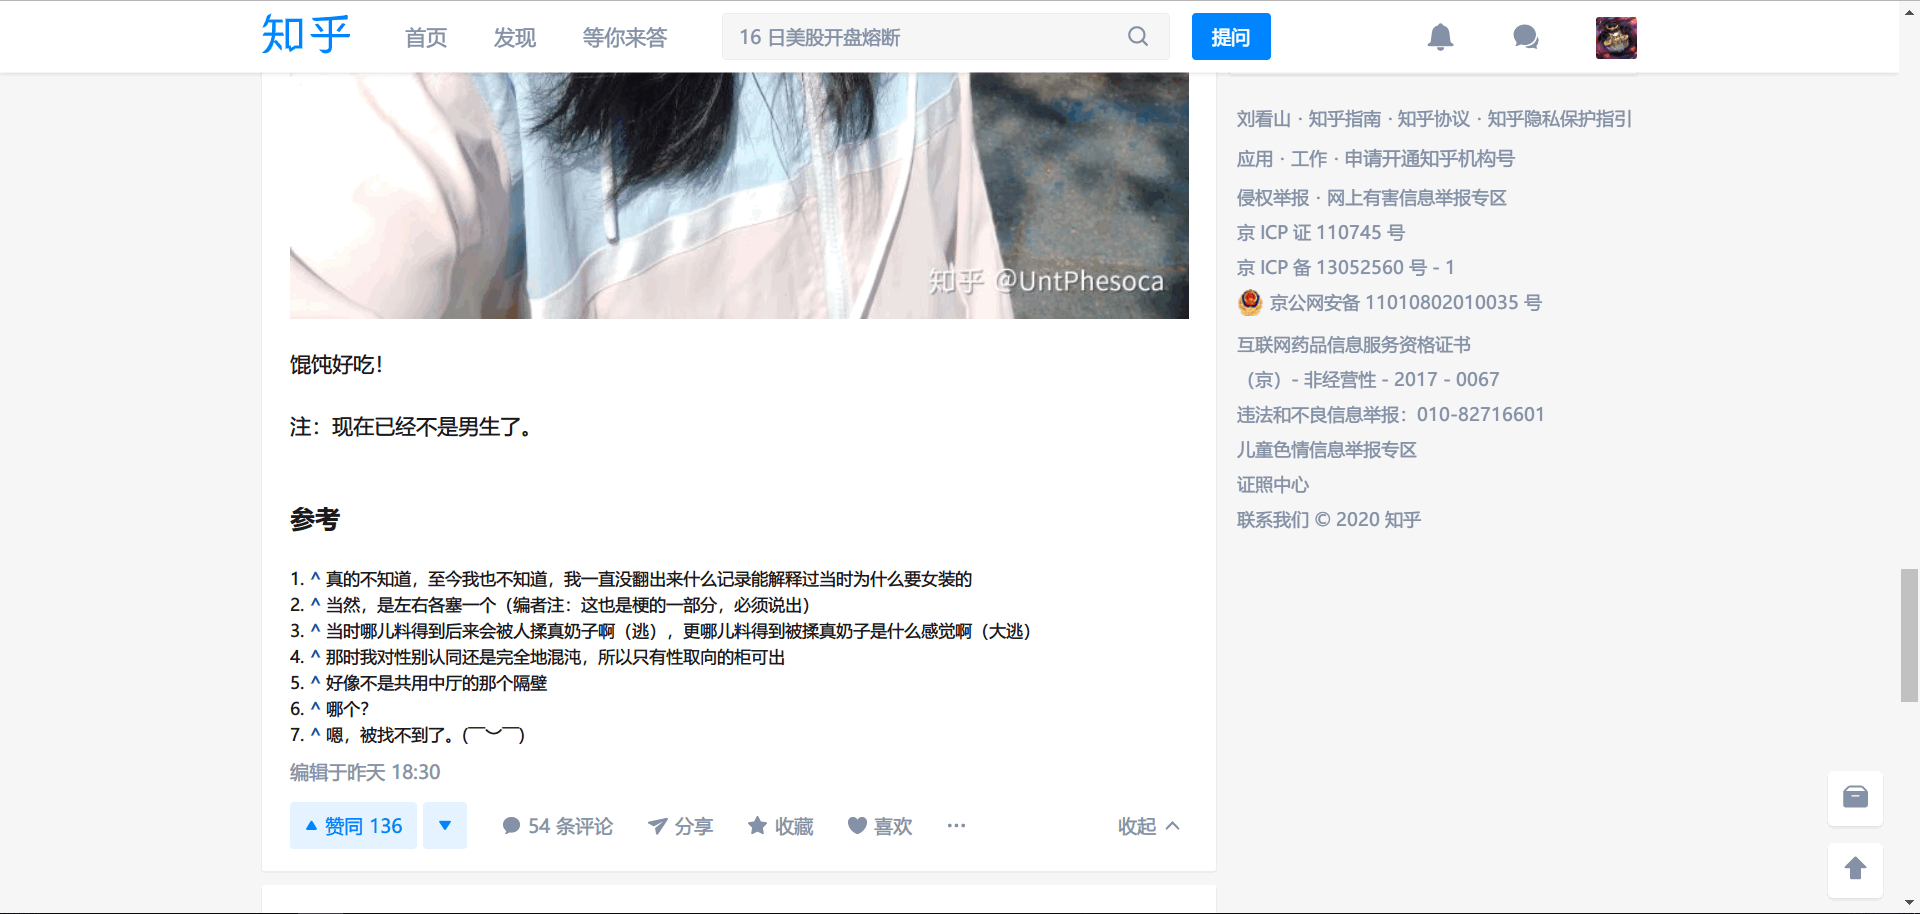 知乎 首页 发现 等你来答 16 日美股开盘熔断 提问
知乎 @UntPhesoca
馄饨好吃！
注：现在已经不是男生了。
参考
1. ^ 真的不知道，至今我也不知道，我一直没翻出来什么记录能解释过当时为什么要女装的
2. ^ 当然，是左右各塞一个（编者注：这也是梗的一部分，必须说出）
3. ^ 当时哪儿料得到后来会被人揉真奶子啊（逃），更哪儿料得到被揉真奶子是什么感觉啊（大逃）
4. ^ 那时我对性别认同还是完全地混沌，所以只有性取向的柜可出
5. ^ 好像不是共用中厅的那个隔壁
6. ^ 哪个？
7. ^ 嗯，被找不到了。(￣︶￣)
编辑于昨天 18:30
赞同 136 54 条评论 分享 收藏 喜欢 ··· 收起
刘看山 · 知乎指南 · 知乎协议 · 知乎隐私保护指引
应用 · 工作 · 申请开通知乎机构号
侵权举报 · 网上有害信息举报专区
京 ICP 证 110745 号
京 ICP 备 13052560 号 - 1
京公网安备 11010802010035 号
互联网药品信息服务资格证书
（京）- 非经营性 - 2017 - 0067
违法和不良信息举报：010-82716601
儿童色情信息举报专区
证照中心
联系我们 © 2020 知乎